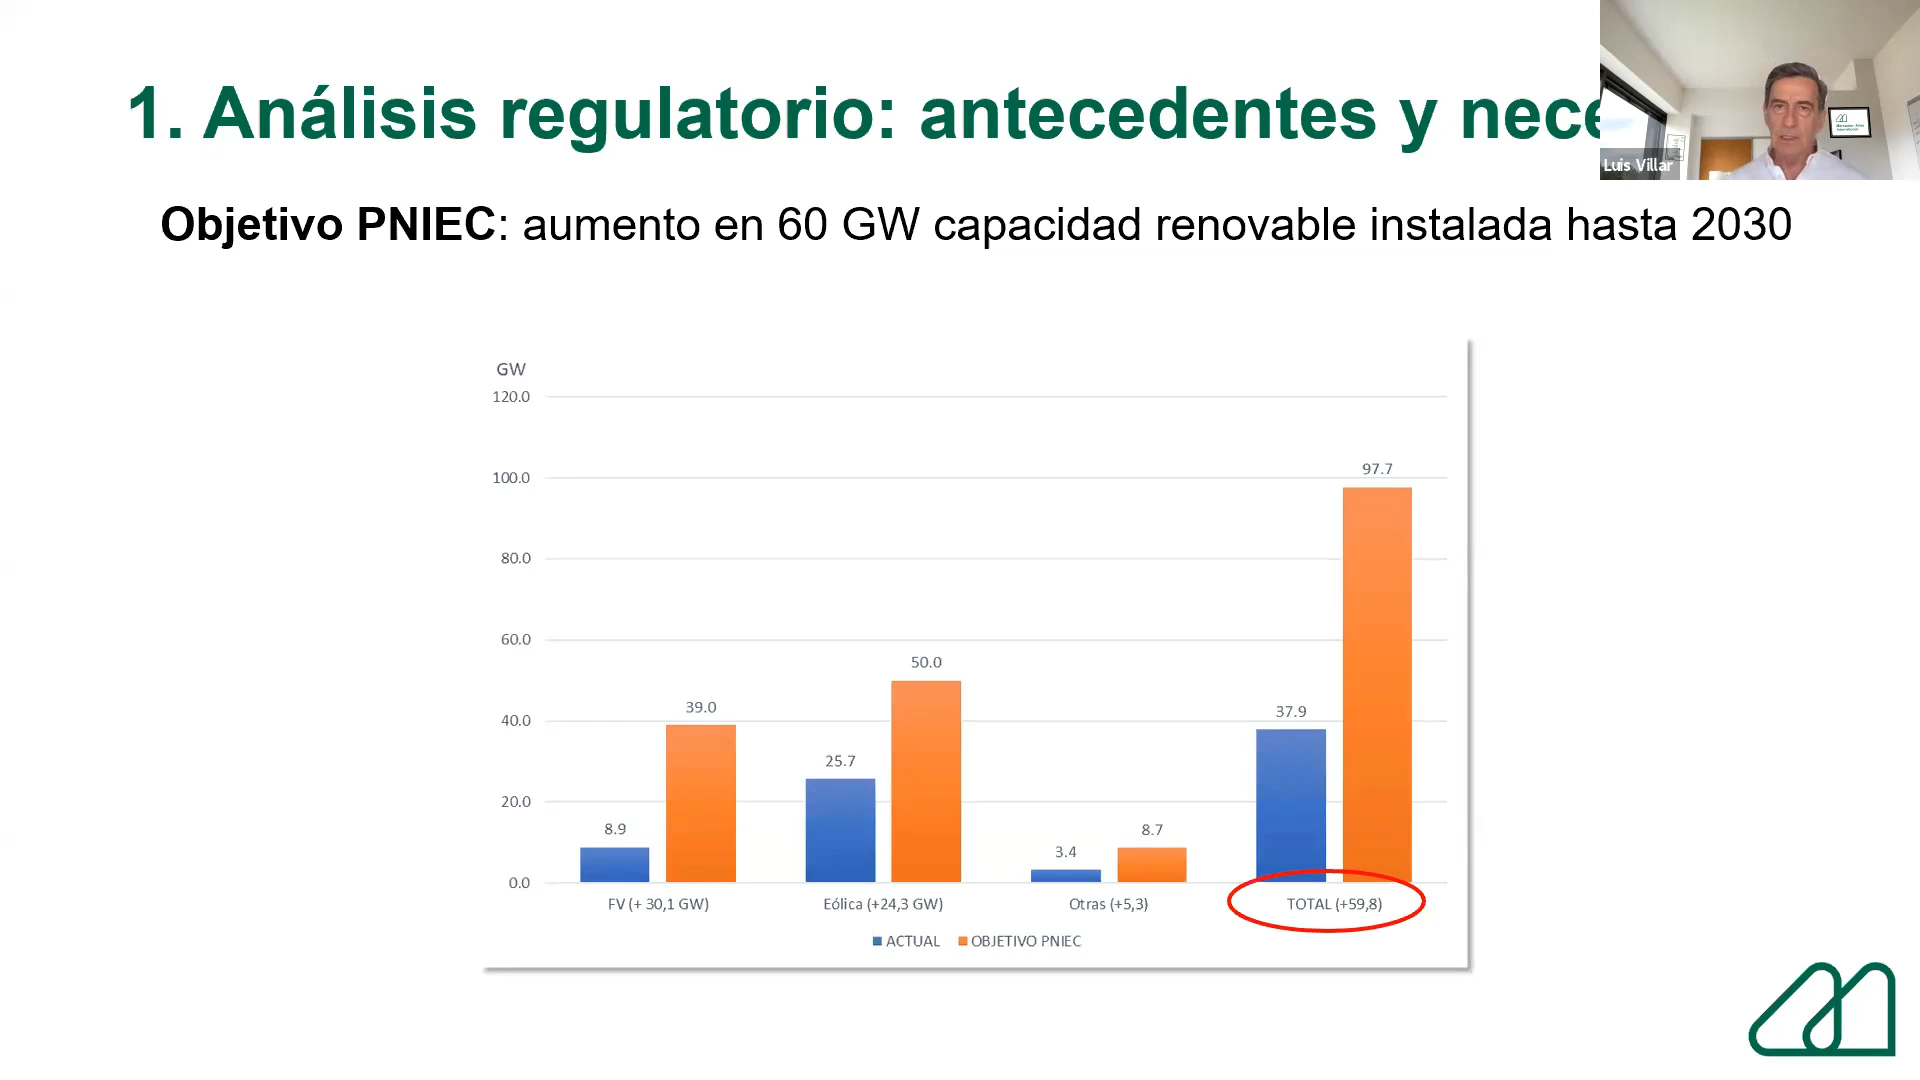 1. Análisis regulatorio: antecedentes y nece
Luis Villar
Objetivo PNIEC: aumento en 60 GW capacidad renovable instalada hasta 2030
GW
120.0
100.0
80.0
60.0
40.0
20.0
0.0
8.9
39.0
25.7
50.0
3.4
8.7
37.9
97.7
FV (+ 30,1 GW)
Eólica (+24,3 GW)
Otras (+5,3)
TOTAL (+59,8)
ACTUAL
OBJETIVO PNIEC